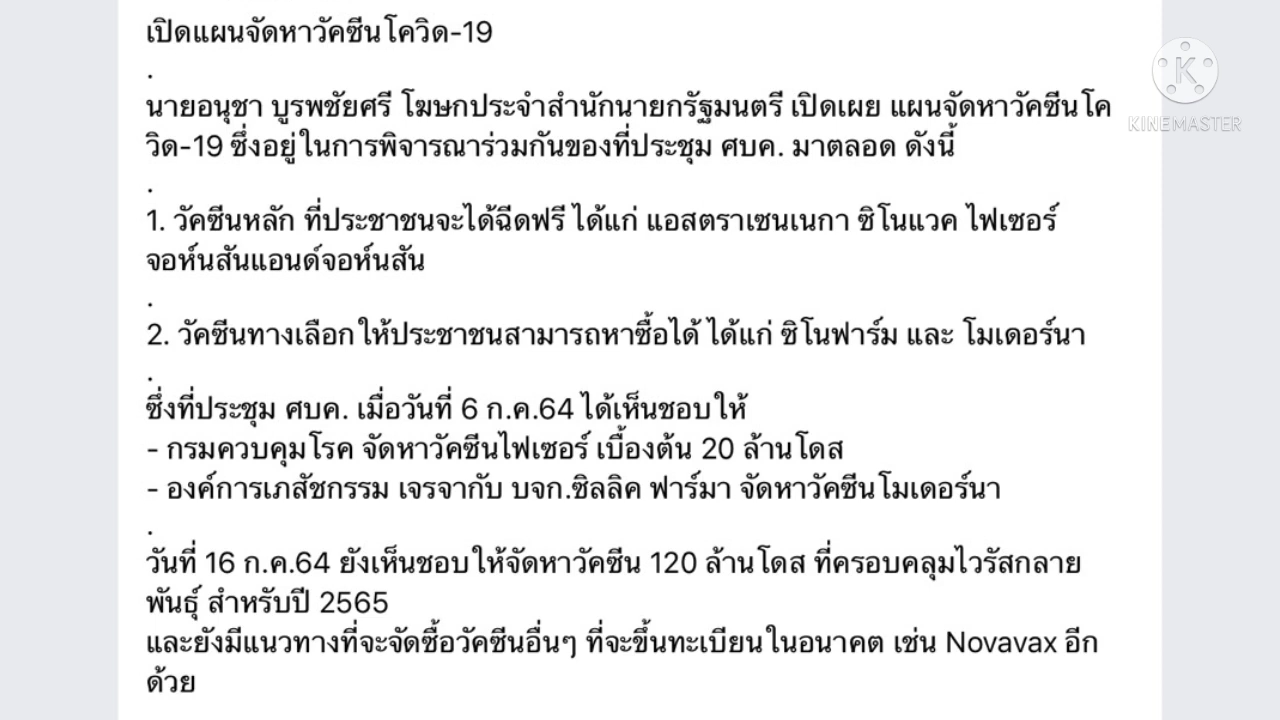 เปิดแผนจัดหาวัคซีนโควิด-19
.
นายอนุชา บูรพชัยศรี โฆษกประจำสำนักนายกรัฐมนตรี เปิดเผย แผนจัดหาวัคซีนโค
วิด-19 ซึ่งอยู่ในการพิจารณาร่วมกันของที่ประชุม ศบค. มาตลอด ดังนี้
.
1. วัคซีนหลัก ที่ประชาชนจะได้ฉีดฟรี ได้แก่ แอสตราเซนเนกา ซิโนแวค ไฟเซอร์
จอห์นสันแอนด์จอห์นสัน
.
2. วัคซีนทางเลือกให้ประชาชนสามารถหาซื้อได้ ได้แก่ ซิโนฟาร์ม และ โมเดอร์นา
.
ซึ่งที่ประชุม ศบค. เมื่อวันที่ 6 ก.ค.64 ได้เห็นชอบให้
- กรมควบคุมโรค จัดหาวัคซีนไฟเซอร์ เบื้องต้น 20 ล้านโดส
- องค์การเภสัชกรรม เจรจากับ บจก.ซิลลิค ฟาร์มา จัดหาวัคซีนโมเดอร์นา
.
วันที่ 16 ก.ค.64 ยังเห็นชอบให้จัดหาวัคซีน 120 ล้านโดส ที่ครอบคลุมไวรัสกลาย
พันธุ์ สำหรับปี 2565
และยังมีแนวทางที่จะจัดซื้อวัคซีนอื่นๆ ที่จะขึ้นทะเบียนในอนาคต เช่น Novavax อีก
ด้วย
K
KINEMASTER